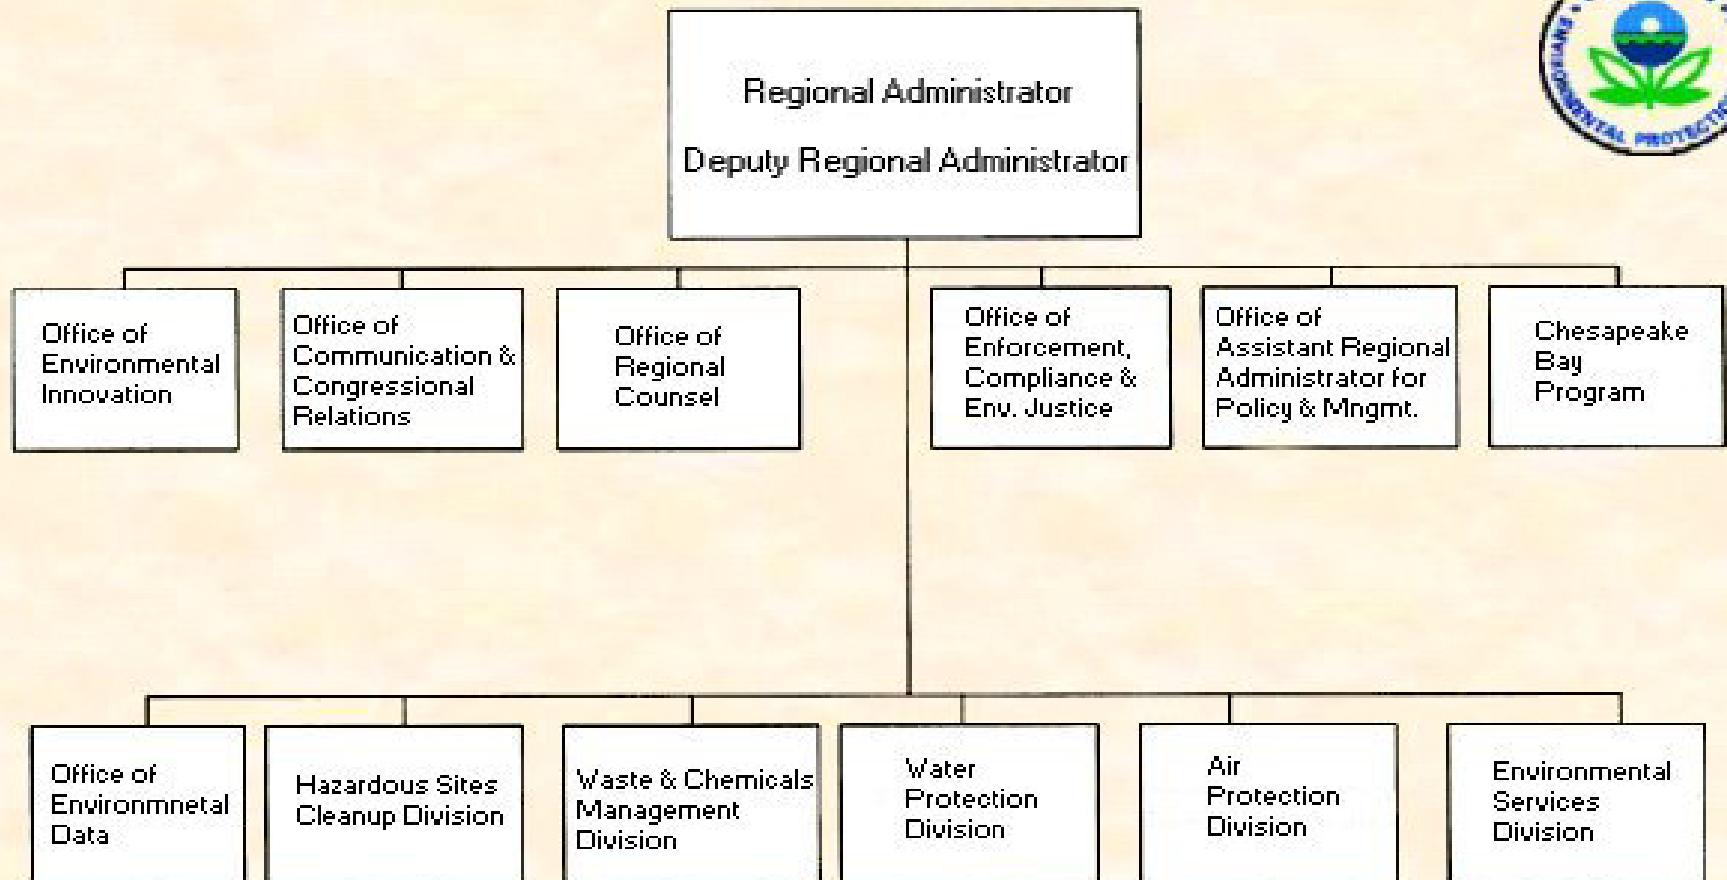 Regional Administrator
Deputy Regional Administrator
ENVIRONMENTAL PROTECTION
Office of
Environmental
Innovation
Office of
Communication &
Congressional
Relations
Office of
Regional
Counsel
Office of
Enforcement,
Compliance &
Env. Justice
Office of
Assistant Regional
Administrator for
Policy & Mngmt.
Chesapeake
Bay
Program
Office of
Environmnetal
Data
Hazardous Sites
Cleanup Division
Waste & Chemicals
Management
Division
Water
Protection
Division
Air
Protection
Division
Environmental
Services
Division